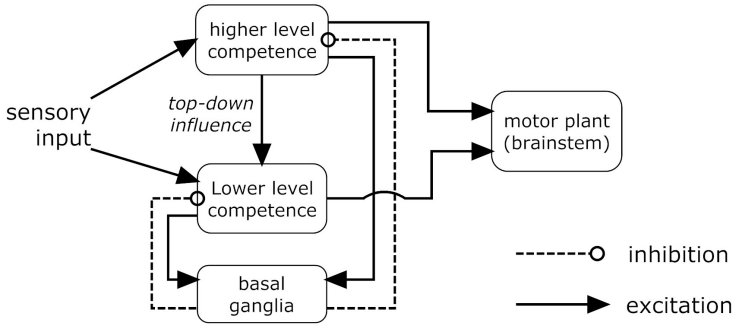 higher level
competence
sensory
input
top-down
influence
motor plant
(brainstem)
Lower level
competence
basal
ganglia
inhibition
excitation